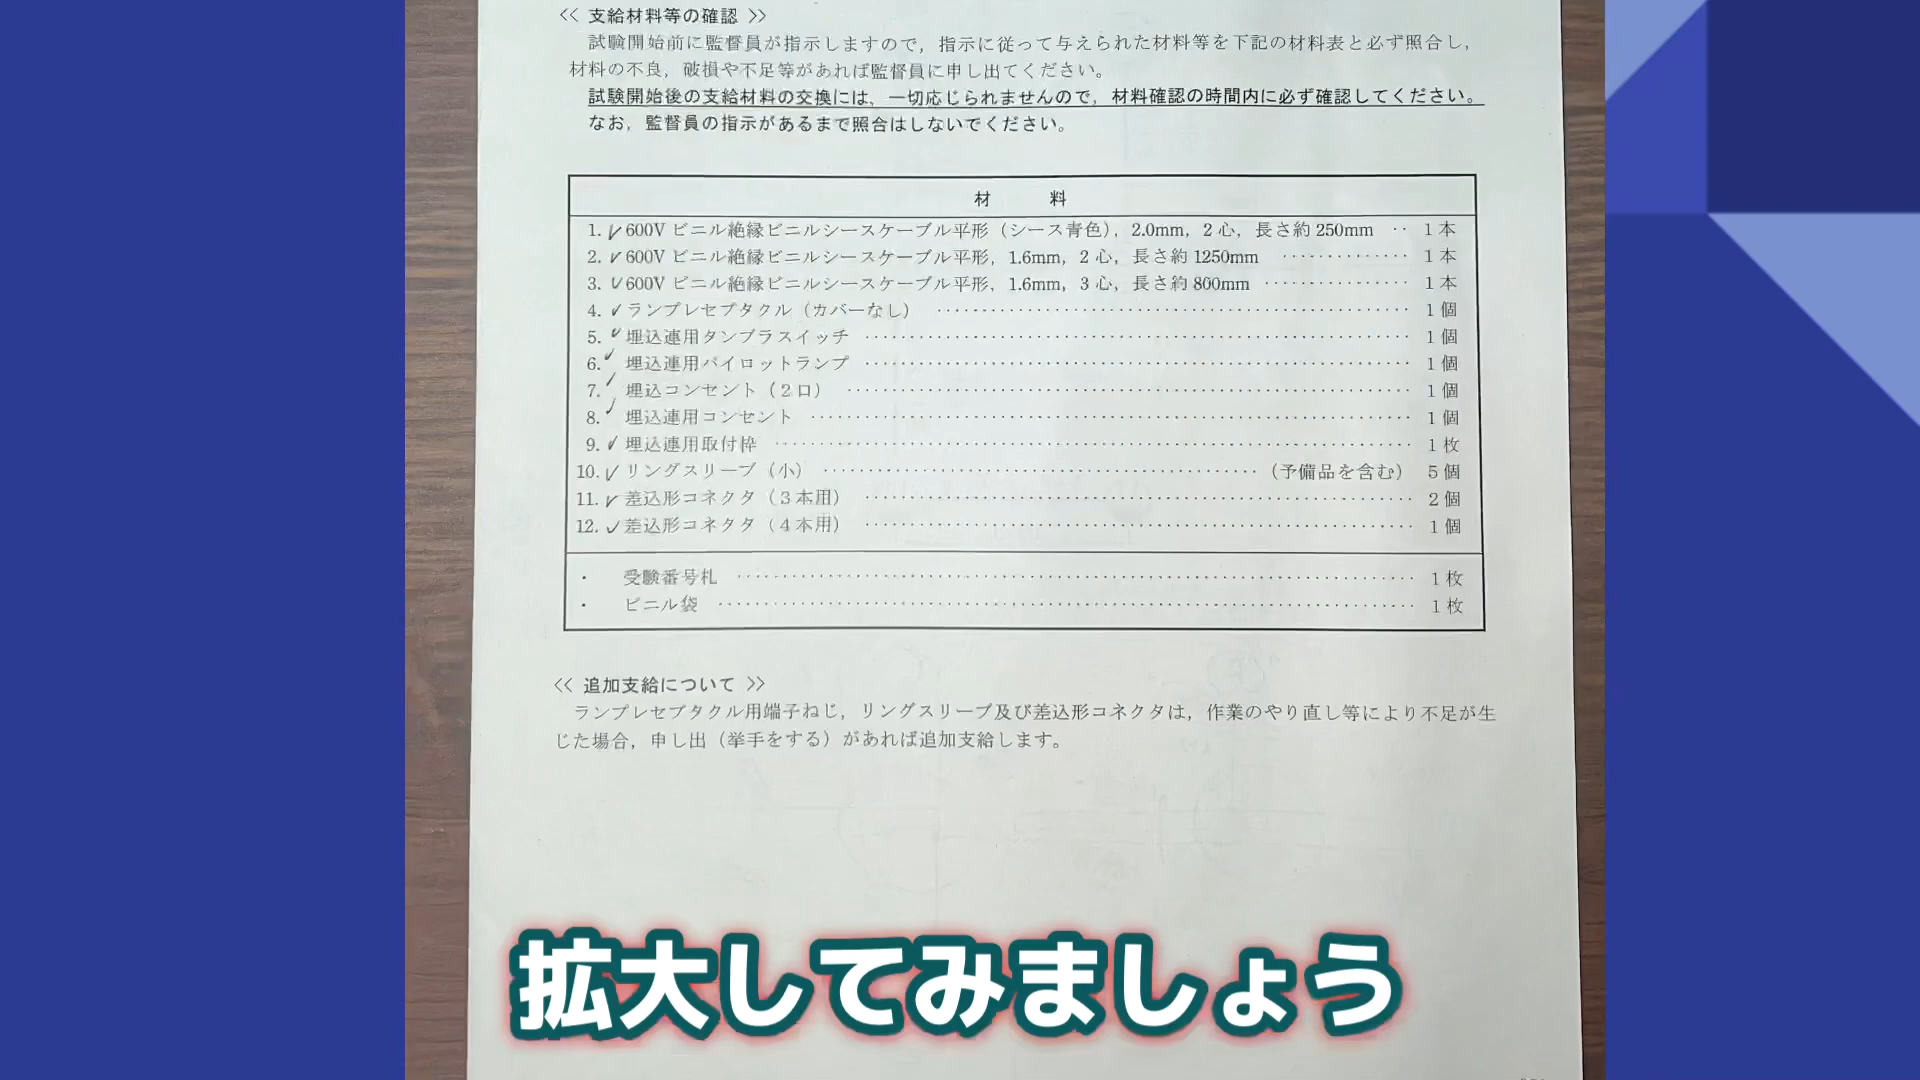 << 支給材料等の確認 >>
試験開始前に監督員が指示しますので，指示に従って与えられた材料等を下記の材料表と必ず照合し，
材料の不良，破損や不足等があれば監督員に申し出てください。
試験開始後の支給材料の交換には，一切応じられませんので，材料確認の時間内に必ず確認してください。
なお，監督員の指示があるまで照合はしないでください。
材　料
1. 600V ビニル絶縁ビニルシースケーブル平形（シース青色），2.0mm，2 心，長さ約 250mm ‥ 1 本
2. 600V ビニル絶縁ビニルシースケーブル平形，1.6mm，2 心，長さ約 1250mm ‥‥‥‥‥‥ 1 本
3. 600V ビニル絶縁ビニルシースケーブル平形，1.6mm，3 心，長さ約 800mm ‥‥‥‥‥‥ 1 本
4. ランプレセプタクル（カバーなし） ‥‥‥‥‥‥ 1 個
5. 埋込連用タンブラスイッチ ‥‥‥‥‥‥ 1 個
6. 埋込連用パイロットランプ ‥‥‥‥‥‥ 1 個
7. 埋込コンセント（２口） ‥‥‥‥‥‥ 1 個
8. 埋込連用コンセント ‥‥‥‥‥‥ 1 個
9. 埋込連用取付枠 ‥‥‥‥‥‥ 1 枚
10. リングスリーブ（小） ‥‥‥‥‥‥ （予備品を含む） 5 個
11. 差込形コネクタ（３本用） ‥‥‥‥‥‥ 2 個
12. 差込形コネクタ（４本用） ‥‥‥‥‥‥ 1 個
・ 受験番号札 ‥‥‥‥‥‥ 1 枚
・ ビニル袋 ‥‥‥‥‥‥ 1 枚
<< 追加支給について >>
ランプレセプタクル用端子ねじ，リングスリーブ及び差込形コネクタは，作業のやり直し等により不足が生
じた場合，申し出（挙手をする）があれば追加支給します。
拡大してみましょう